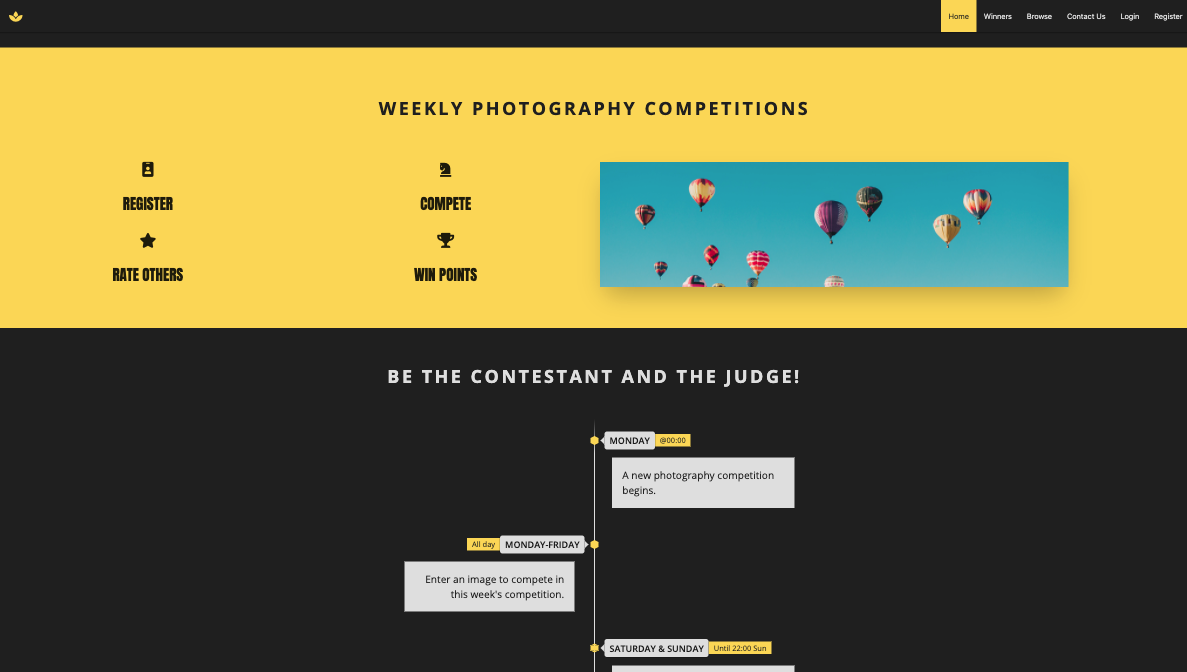 Home Winners Browse Contact Us Login Register
WEEKLY PHOTOGRAPHY COMPETITIONS
REGISTER
COMPETE
RATE OTHERS
WIN POINTS
BE THE CONTESTANT AND THE JUDGE!
MONDAY @00:00
A new photography competition
begins.
All day MONDAY-FRIDAY
Enter an image to compete in
this week's competition.
SATURDAY & SUNDAY Until 22:00 Sun